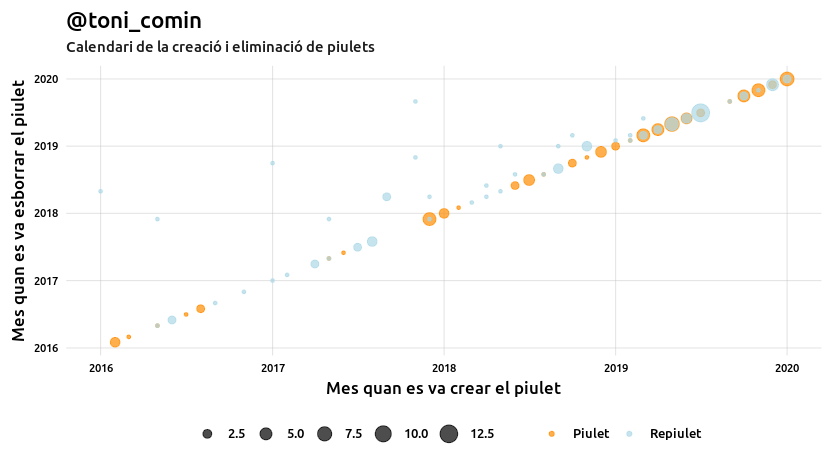 @toni_comin
Calendari de la creació i eliminació de piulets
Mes quan es va esborrar el piulet
2020
2019
2018
2017
2016
2016 2017 2018 2019 2020
Mes quan es va crear el piulet
2.5 5.0 7.5 10.0 12.5 Piulet Repiulet